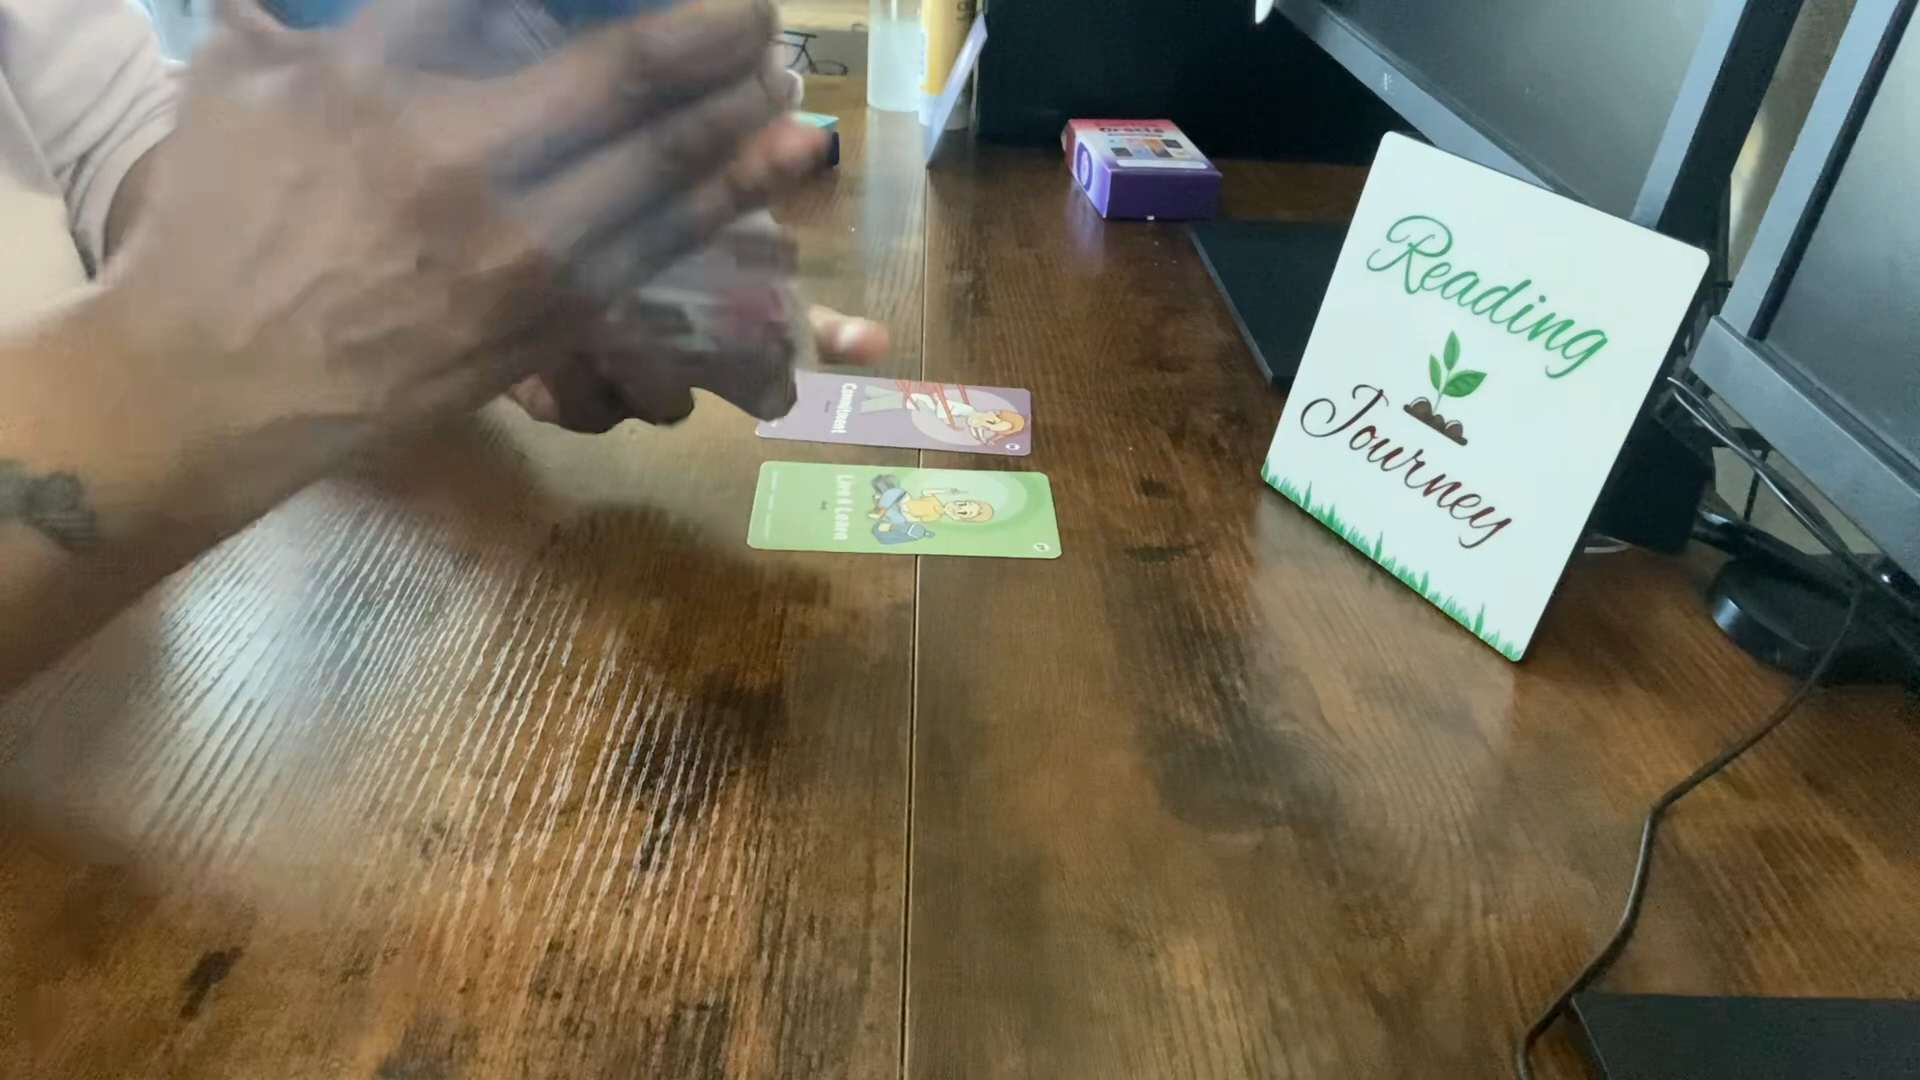 Oracle
Reading
Journey
Commitment
Live & Learn